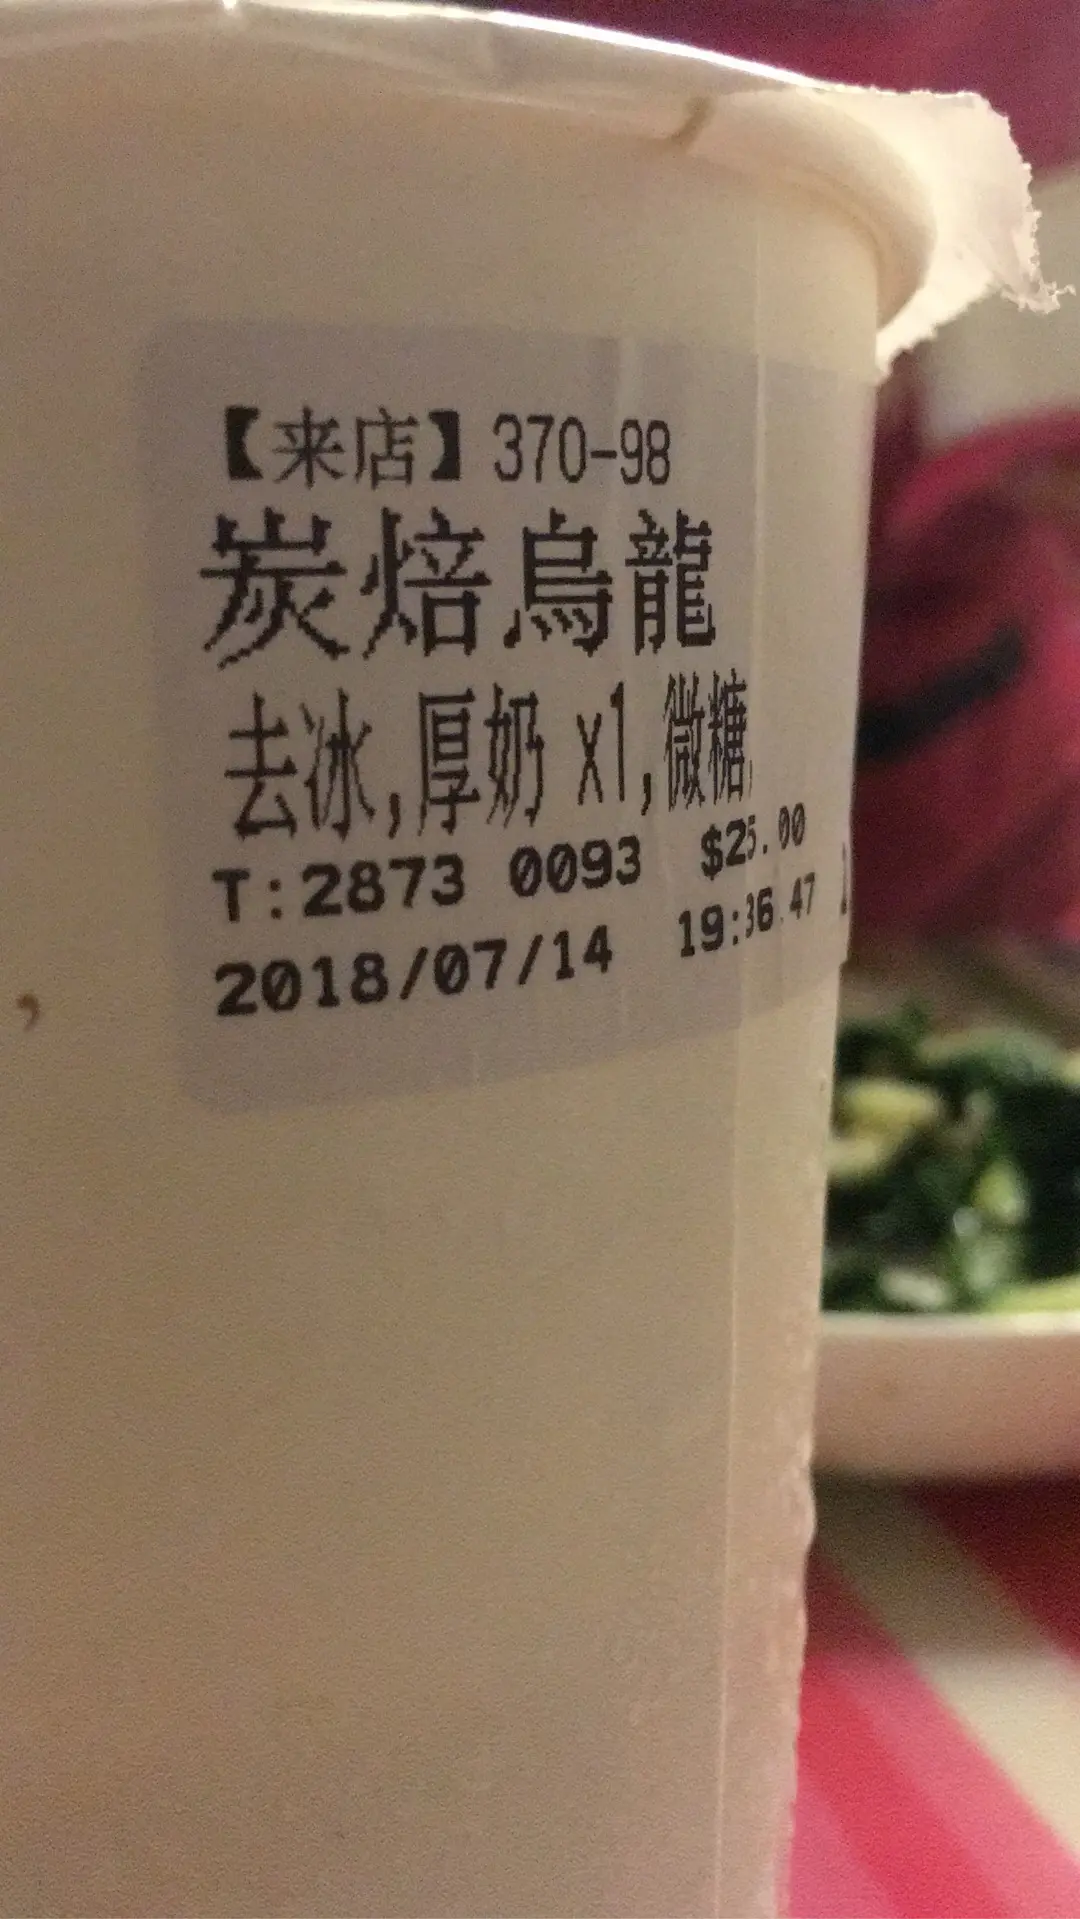 【来店】370-98
炭焙烏龍
去冰,厚奶 x1,微糖,
T:2873 0093 $25.00
2018/07/14 19:36.47